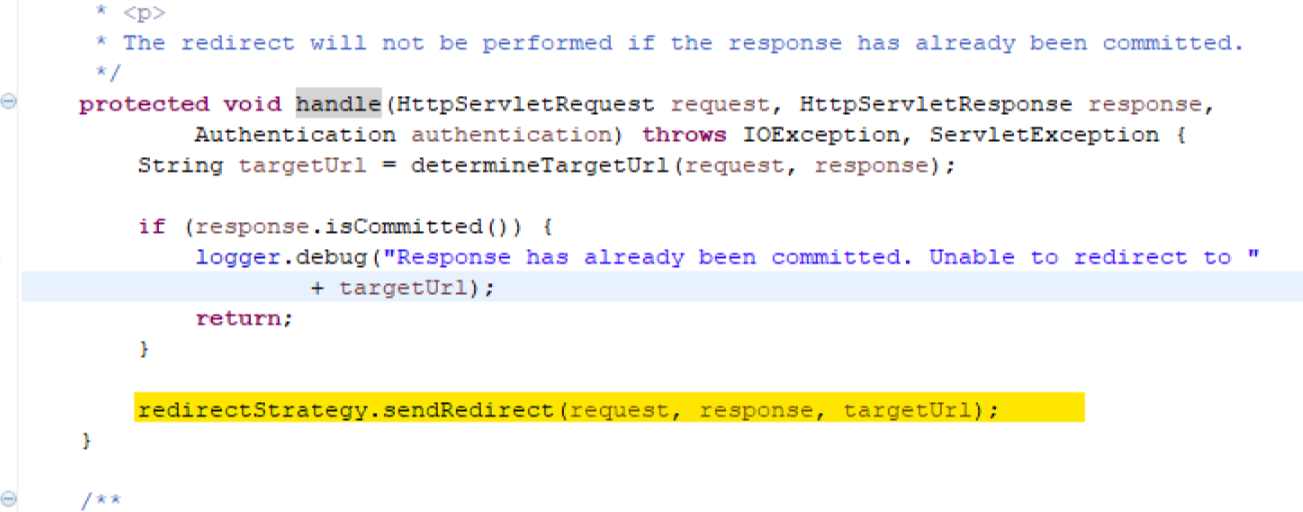 * <p>
* The redirect will not be performed if the response has already been committed.
*/
protected void handle(HttpServletRequest request, HttpServletResponse response,
Authentication authentication) throws IOException, ServletException {
String targetUrl = determineTargetUrl(request, response);
if (response.isCommitted()) {
logger.debug("Response has already been committed. Unable to redirect to "
+ targetUrl);
return;
}
redirectStrategy.sendRedirect(request, response, targetUrl);
}
/**